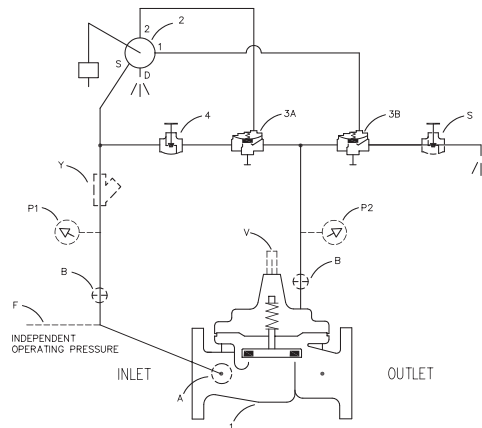 2
2
1
S
D
4
3A
3B
S
Y
P1
P2
V
B
B
F
INDEPENDENT
OPERATING PRESSURE
INLET
OUTLET
A
1